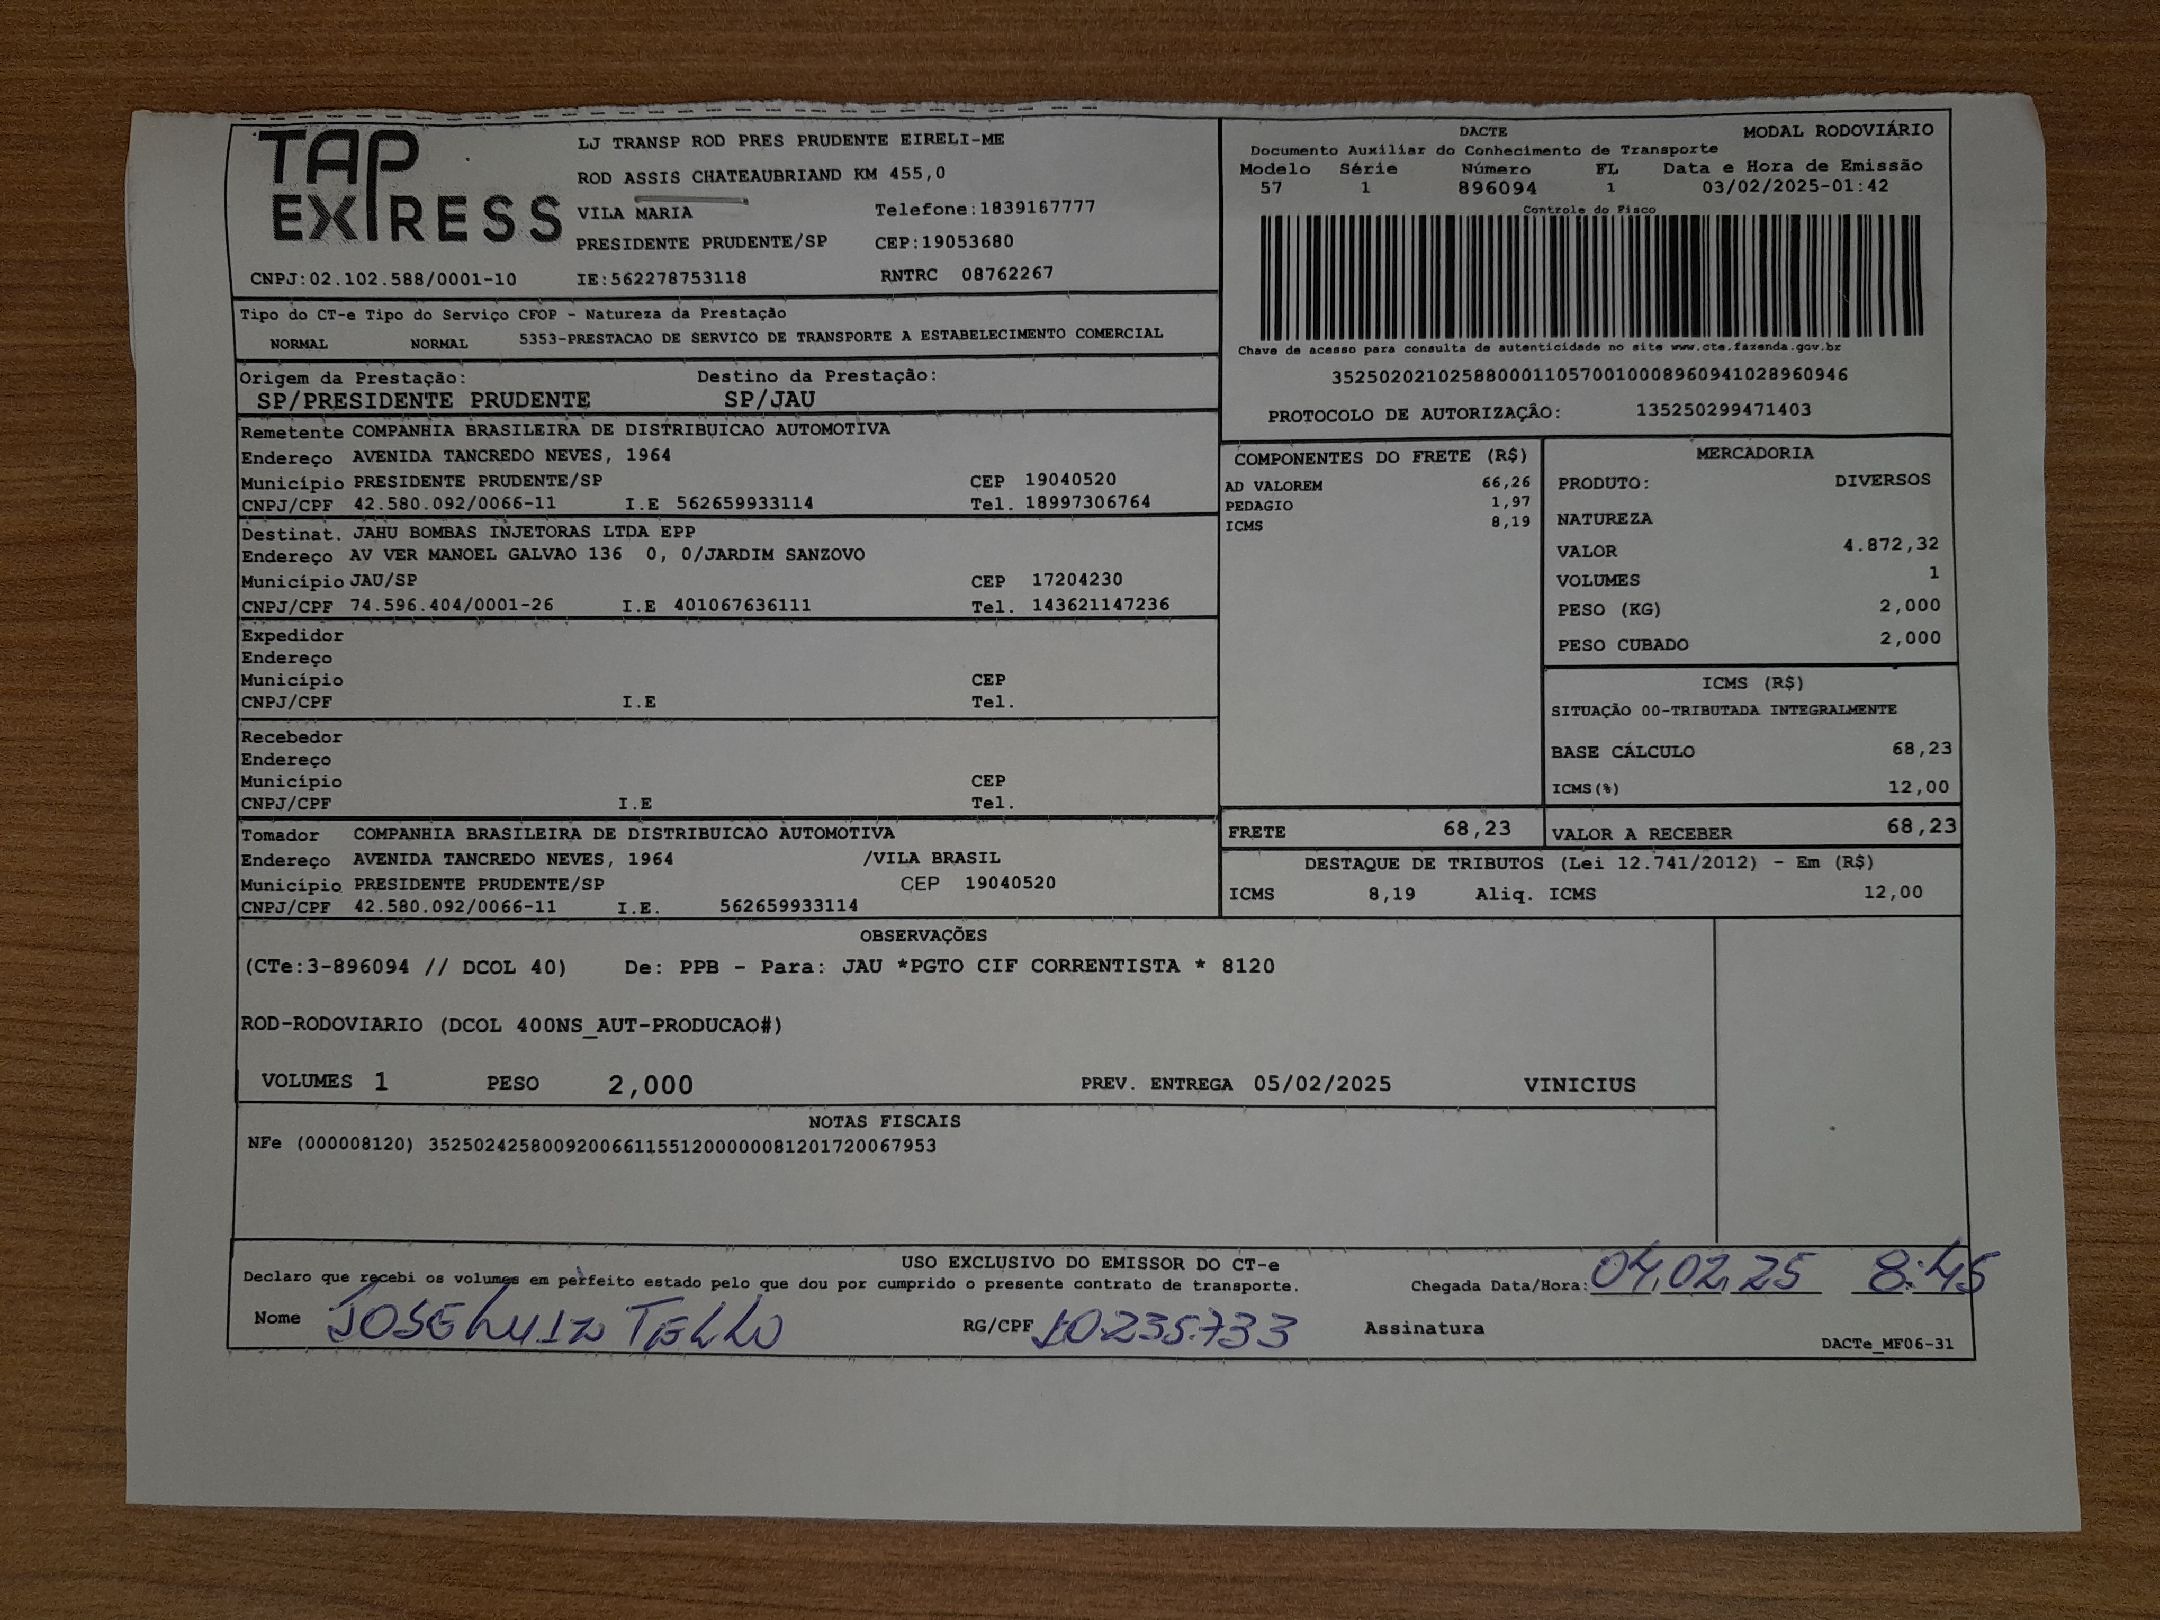 TAP
EXPRESS
LJ TRANSP ROD PRES PRUDENTE EIRELI-ME
ROD ASSIS CHATEAUBRIAND KM 455,0
VILA MARIA Telefone:1839167777
PRESIDENTE PRUDENTE/SP CEP:19053680
CNPJ:02.102.588/0001-10 IE:562278753118 RNTRC 08762267
DACTE MODAL RODOVIÁRIO
Documento Auxiliar do Conhecimento de Transporte
Modelo Série Número FL Data e Hora de Emissão
57 1 896094 1 03/02/2025-01:42
Controle do Fisco
Chave de acesso para consulta de autenticidade no site www.cte.fazenda.gov.br
35250202102588000110570010008960941028960946
PROTOCOLO DE AUTORIZAÇÃO: 135250299471403
Tipo do CT-e Tipo do Serviço CFOP - Natureza da Prestação
NORMAL NORMAL 5353-PRESTACAO DE SERVICO DE TRANSPORTE A ESTABELECIMENTO COMERCIAL
Origem da Prestação: Destino da Prestação:
SP/PRESIDENTE PRUDENTE SP/JAU
Remetente COMPANHIA BRASILEIRA DE DISTRIBUICAO AUTOMOTIVA
Endereço AVENIDA TANCREDO NEVES, 1964
Município PRESIDENTE PRUDENTE/SP CEP 19040520
CNPJ/CPF 42.580.092/0066-11 I.E 562659933114 Tel. 18997306764
Destinat. JAHU BOMBAS INJETORAS LTDA EPP
Endereço AV VER MANOEL GALVAO 136 0, 0/JARDIM SANZOVO
Município JAU/SP CEP 17204230
CNPJ/CPF 74.596.404/0001-26 I.E 401067636111 Tel. 143621147236
Expedidor
Endereço
Município CEP
CNPJ/CPF I.E Tel.
Recebedor
Endereço
Município CEP
CNPJ/CPF I.E Tel.
Tomador COMPANHIA BRASILEIRA DE DISTRIBUICAO AUTOMOTIVA
Endereço AVENIDA TANCREDO NEVES, 1964 /VILA BRASIL
Município PRESIDENTE PRUDENTE/SP CEP 19040520
CNPJ/CPF 42.580.092/0066-11 I.E. 562659933114
COMPONENTES DO FRETE (R$)
AD VALOREM 66,26
PEDAGIO 1,97
ICMS 8,19
MERCADORIA
PRODUTO: DIVERSOS
NATUREZA
VALOR 4.872,32
VOLUMES 1
PESO (KG) 2,000
PESO CUBADO 2,000
ICMS (R$)
SITUAÇÃO 00-TRIBUTADA INTEGRALMENTE
BASE CÁLCULO 68,23
ICMS(%) 12,00
FRETE 68,23 VALOR A RECEBER 68,23
DESTAQUE DE TRIBUTOS (Lei 12.741/2012) - Em (R$)
ICMS 8,19 Aliq. ICMS 12,00
OBSERVAÇÕES
(CTe:3-896094 // DCOL 40) De: PPB - Para: JAU *PGTO CIF CORRENTISTA * 8120
ROD-RODOVIARIO (DCOL 400NS_AUT-PRODUCAO#)
VOLUMES 1 PESO 2,000 PREV. ENTREGA 05/02/2025 VINICIUS
NOTAS FISCAIS
NFe (000008120) 35250242580092006611551200000081201720067953
USO EXCLUSIVO DO EMISSOR DO CT-e
Declaro que recebi os volumes em perfeito estado pelo que dou por cumprido o presente contrato de transporte. Chegada Data/Hora: 04.02.25 8:45
Nome JOSE LUIZ TELLO RG/CPF 10.235.733 Assinatura
DACTe_MF06-31